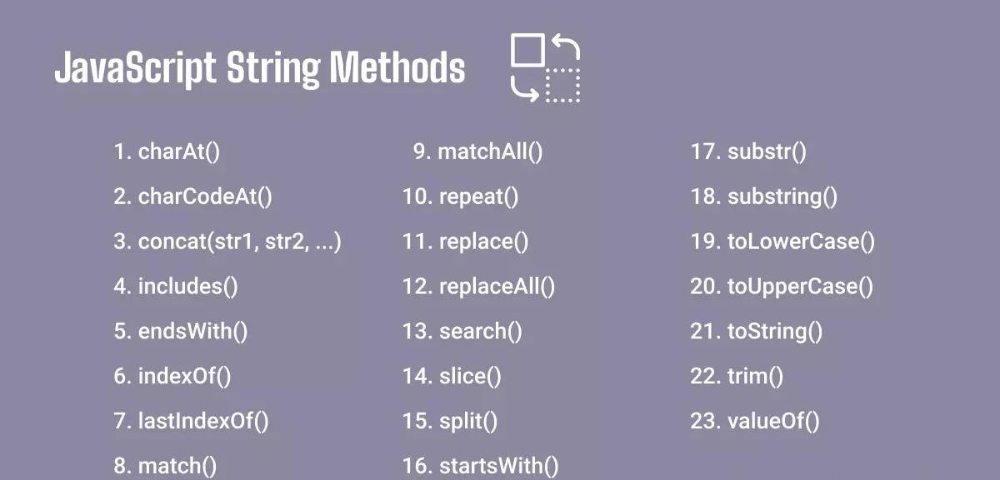 JavaScript String Methods
1. charAt()
2. charCodeAt()
3. concat(str1, str2, ...)
4. includes()
5. endsWith()
6. indexOf()
7. lastIndexOf()
8. match()
9. matchAll()
10. repeat()
11. replace()
12. replaceAll()
13. search()
14. slice()
15. split()
16. startsWith()
17. substr()
18. substring()
19. toLowerCase()
20. toUpperCase()
21. toString()
22. trim()
23. valueOf()